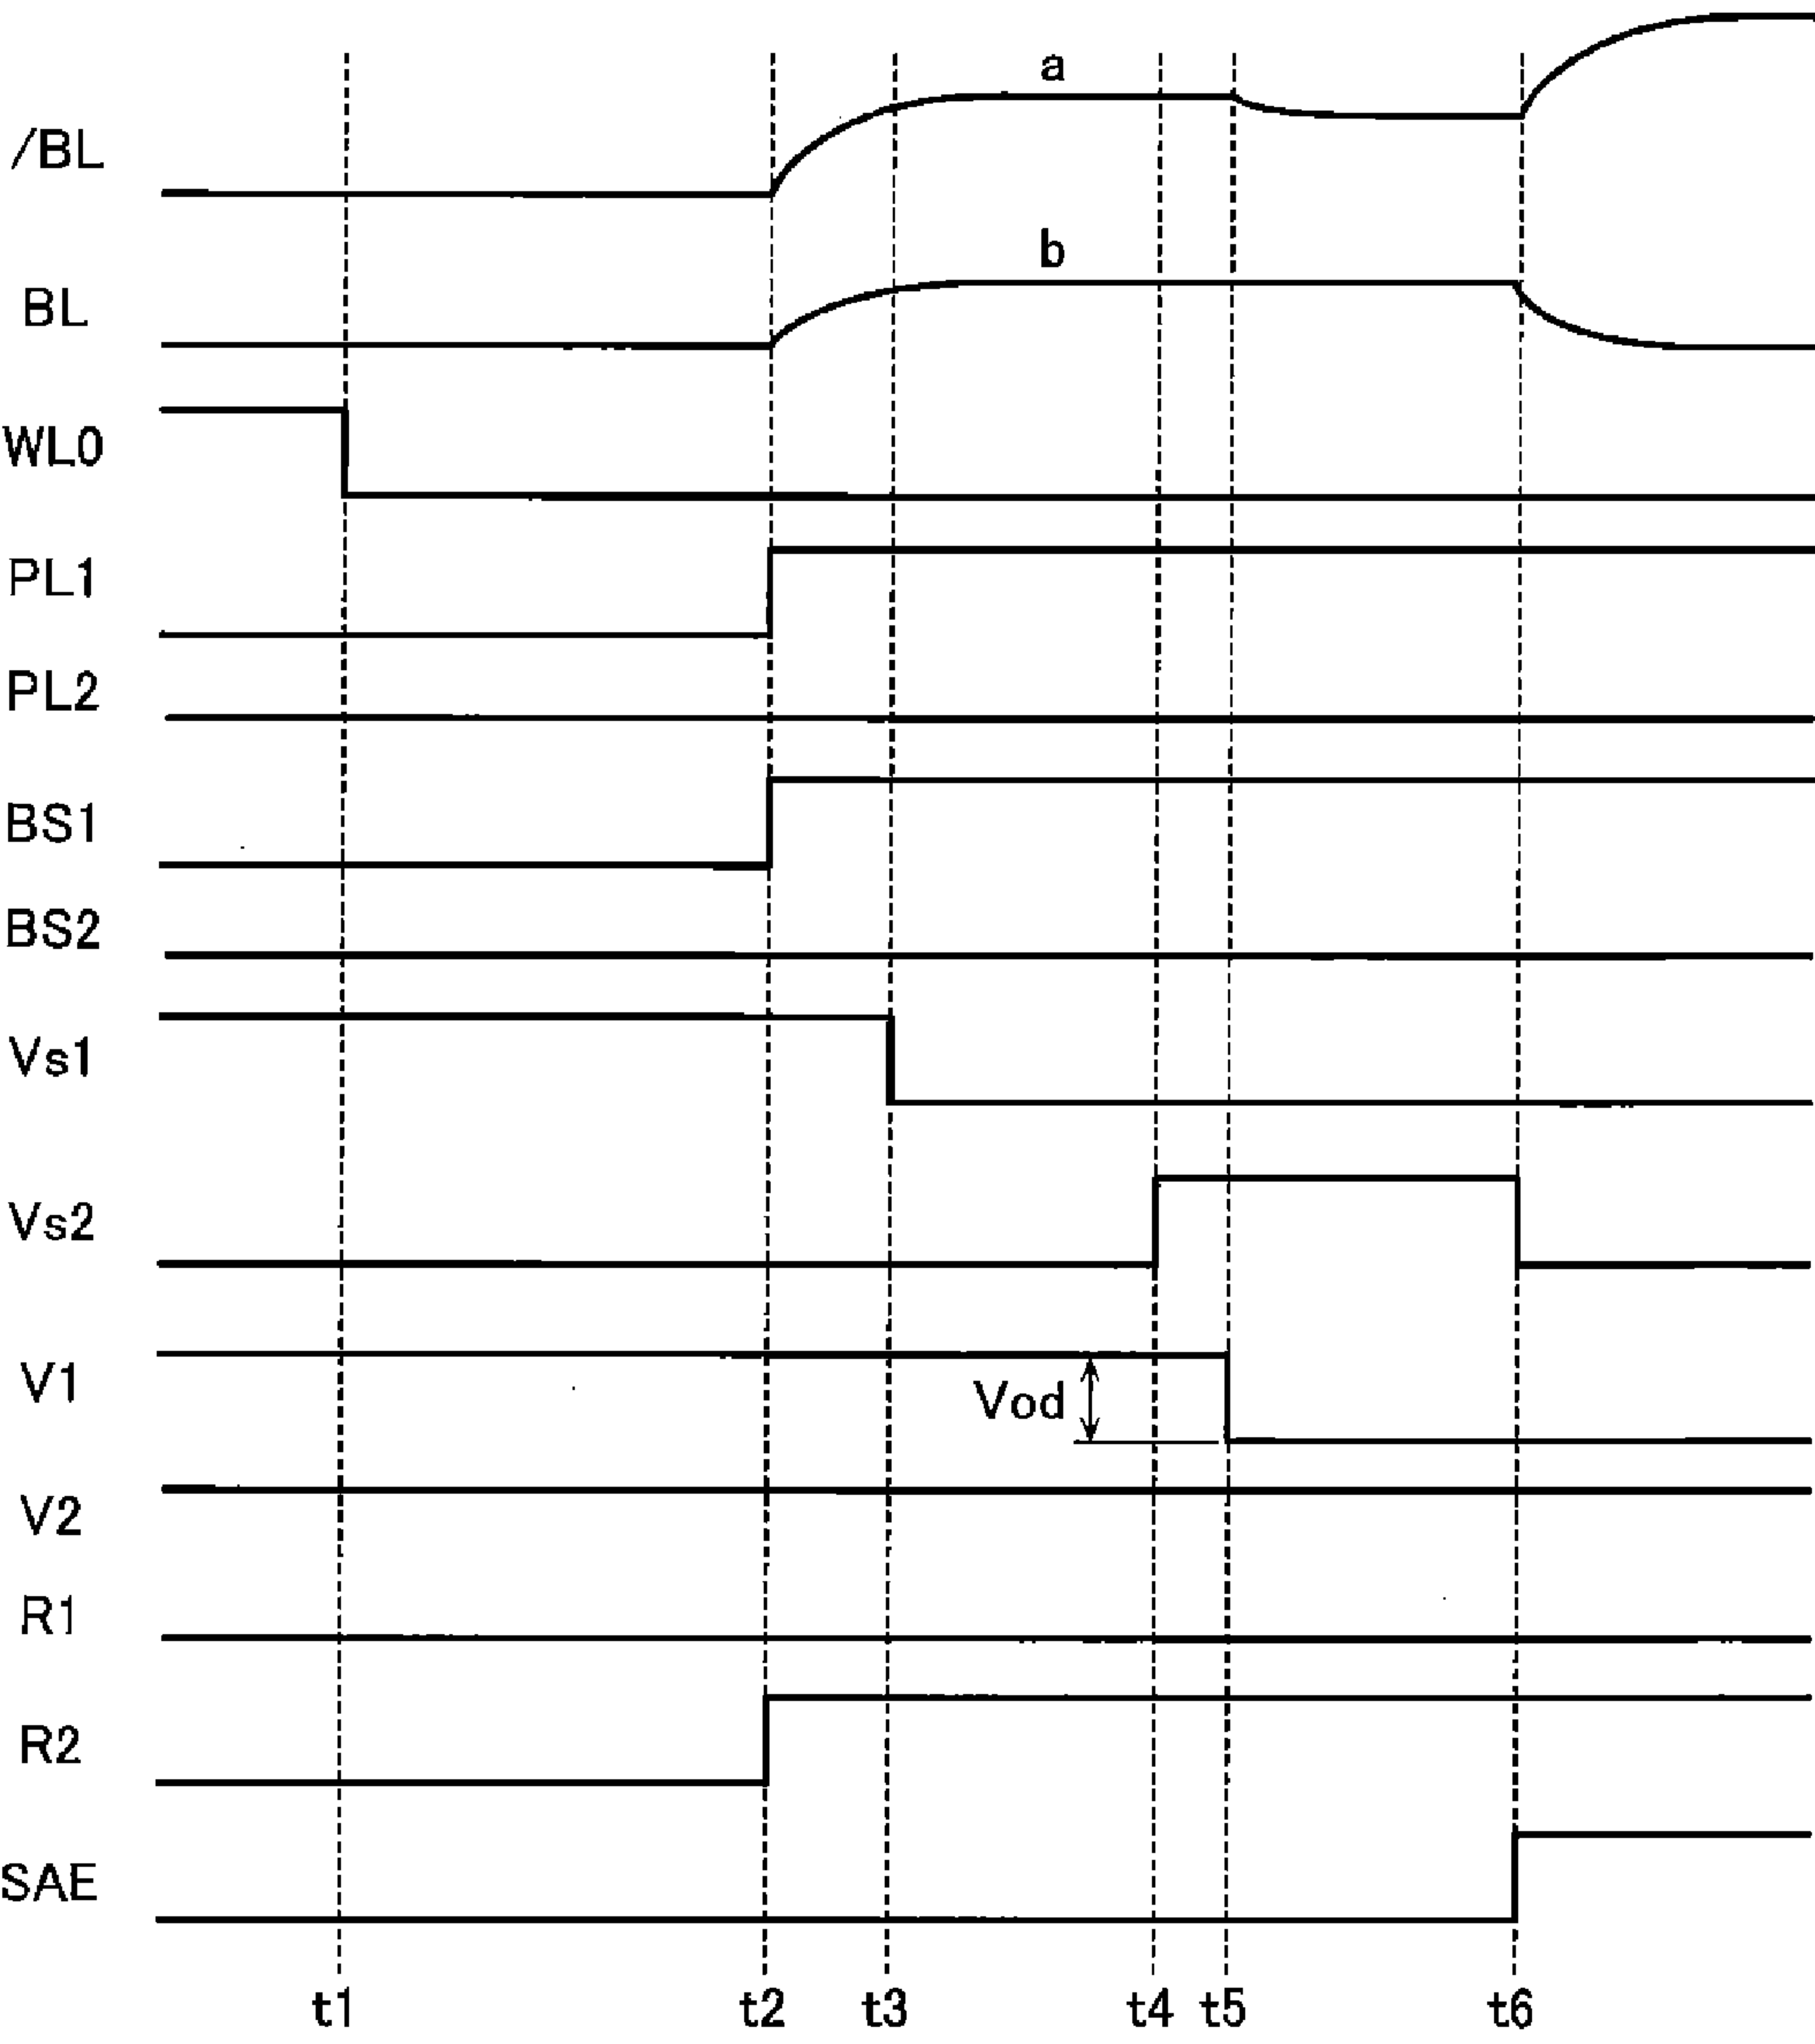 a
/BL
b
BL
WL0
PL1
PL2
BS1
BS2
Vs1
Vs2
V1
Vod
V2
R1
R2
SAE
t1 t2 t3 t4 t5 t6